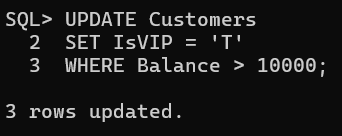 SQL> UPDATE Customers
  2  SET IsVIP = 'T'
  3  WHERE Balance > 10000;
3 rows updated.